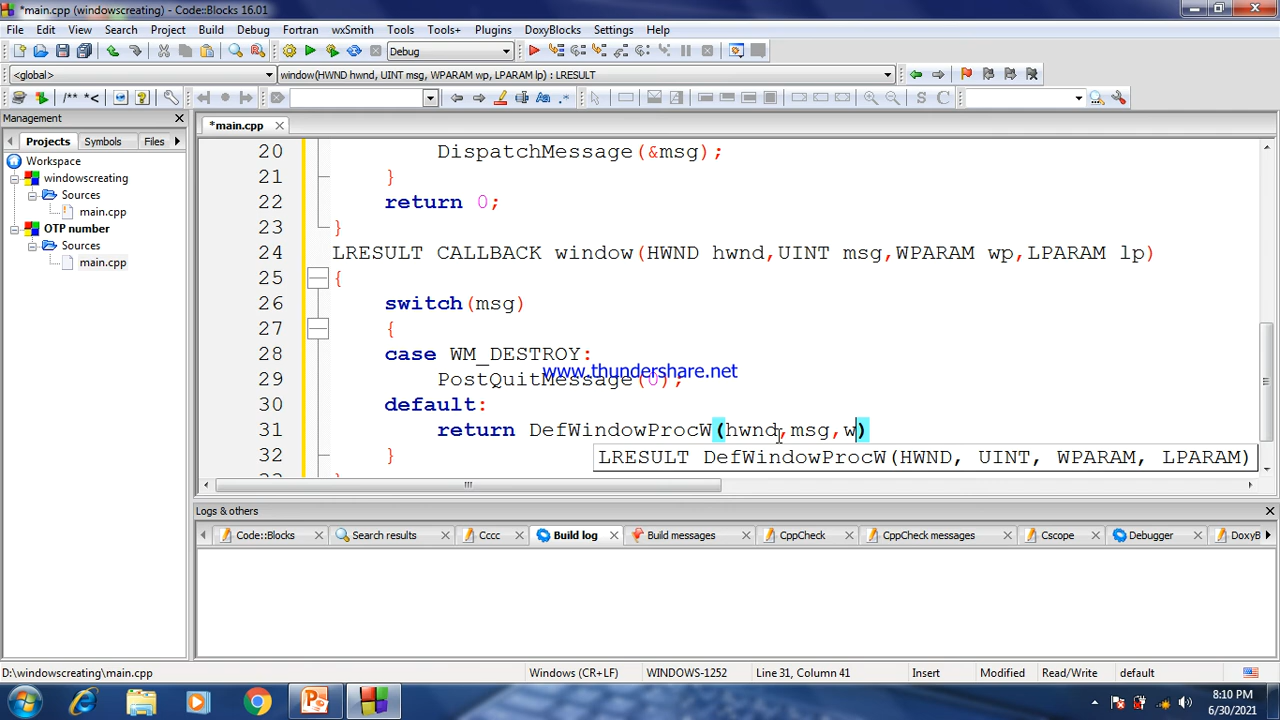 *main.cpp (windowscreating) - Code::Blocks 16.01
File Edit View Search Project Build Debug Fortran wxSmith Tools Tools+ Plugins DoxyBlocks Settings Help
Debug
<global> window(HWND hwnd, UINT msg, WPARAM wp, LPARAM lp) : LRESULT
/** *< S C
Management
Projects Symbols Files
Workspace
windowscreating
Sources
main.cpp
OTP number
Sources
main.cpp
*main.cpp
20 DispatchMessage(&msg);
21 }
22 return 0;
23 }
24 LRESULT CALLBACK window(HWND hwnd,UINT msg,WPARAM wp,LPARAM lp)
25 {
26 switch(msg)
27 {
28 case WM_DESTROY:
www.thundershare.net
29 PostQuitMessage(0);
30 default:
31 return DefWindowProcW(hwnd,msg,w)
LRESULT DefWindowProcW(HWND, UINT, WPARAM, LPARAM)
32 }
Logs & others
Code::Blocks Search results Cccc Build log Build messages CppCheck CppCheck messages Cscope Debugger DoxyB
D:\windowscreating\main.cpp Windows (CR+LF) WINDOWS-1252 Line 31, Column 41 Insert Modified Read/Write default
8:10 PM
6/30/2021